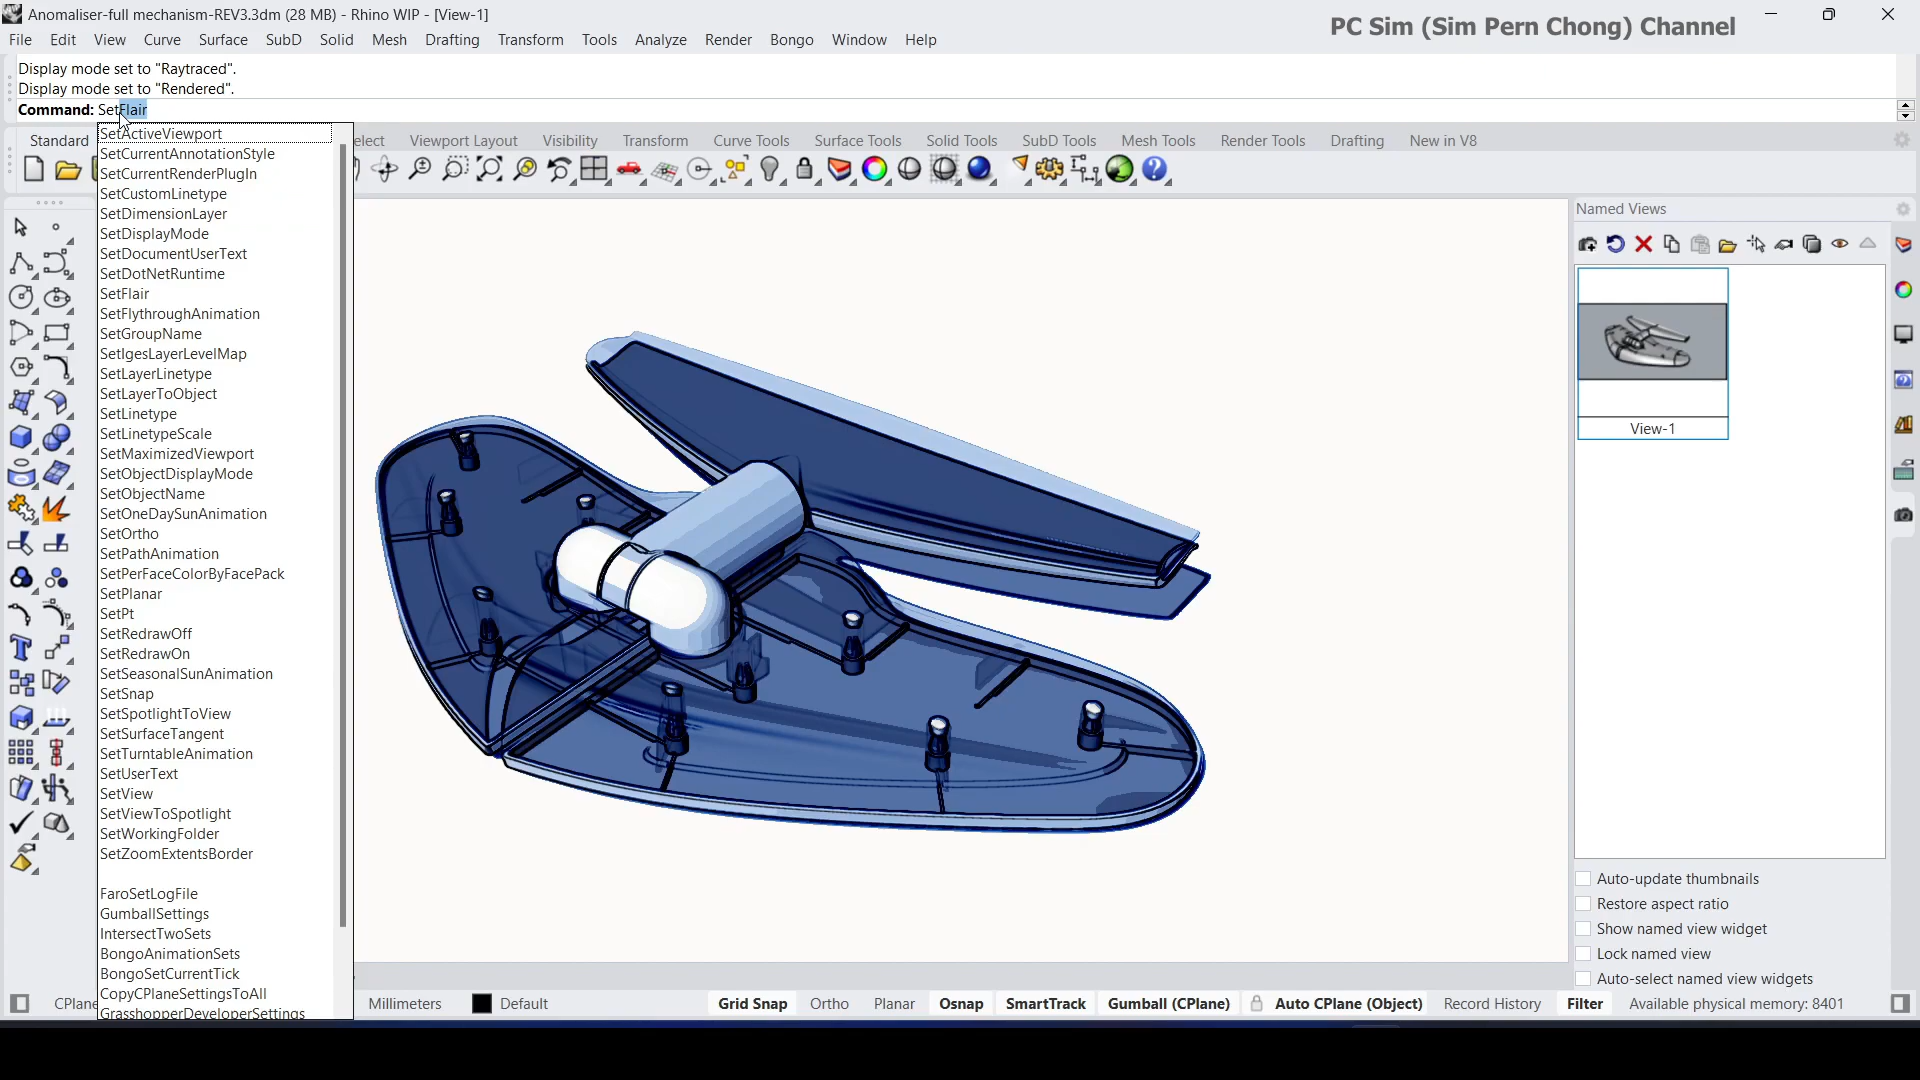 Anomaliser-full mechanism-REV3.3dm (28 MB) - Rhino WIP - [View-1]
PC Sim (Sim Pern Chong) Channel
File Edit View Curve Surface SubD Solid Mesh Drafting Transform Tools Analyze Render Bongo Window Help
Display mode set to "Raytraced".
Display mode set to "Rendered".
Command: SetFlair
Standard Viewport Layout Visibility Transform Curve Tools Surface Tools Solid Tools SubD Tools Mesh Tools Render Tools Drafting New in V8
SetActiveViewport
SetCurrentAnnotationStyle
SetCurrentRenderPlugIn
SetCustomLinetype
SetDimensionLayer
SetDisplayMode
SetDocumentUserText
SetDotNetRuntime
SetFlair
SetFlythroughAnimation
SetGroupName
SetIgesLayerLevelMap
SetLayerLinetype
SetLayerToObject
SetLinetype
SetLinetypeScale
SetMaximizedViewport
SetObjectDisplayMode
SetObjectName
SetOneDaySunAnimation
SetOrtho
SetPathAnimation
SetPerFaceColorByFacePack
SetPlanar
SetPt
SetRedrawOff
SetRedrawOn
SetSeasonalSunAnimation
SetSnap
SetSpotlightToView
SetSurfaceTangent
SetTurntableAnimation
SetUserText
SetView
SetViewToSpotlight
SetWorkingFolder
SetZoomExtentsBorder
FaroSetLogFile
GumballSettings
IntersectTwoSets
BongoAnimationSets
BongoSetCurrentTick
CopyCPlaneSettingsToAll
GrasshopperDeveloperSettings
Named Views
View-1
Auto-update thumbnails
Restore aspect ratio
Show named view widget
Lock named view
Auto-select named view widgets
CPlane Millimeters Default Grid Snap Ortho Planar Osnap SmartTrack Gumball (CPlane) Auto CPlane (Object) Record History Filter Available physical memory: 8401